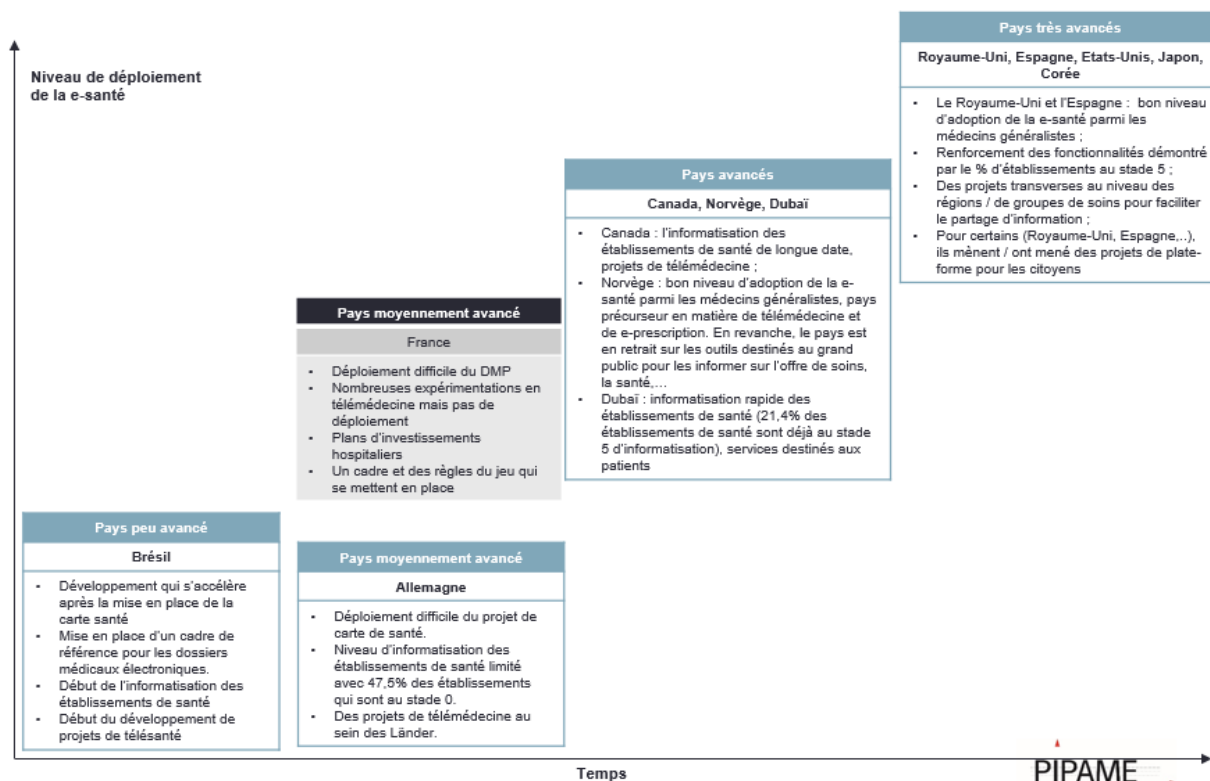 Niveau de déploiement
de la e-santé
Pays très avancés
Royaume-Uni, Espagne, Etats-Unis, Japon,
Corée
• Le Royaume-Uni et l'Espagne : bon niveau
d'adoption de la e-santé parmi les
médecins généralistes ;
• Renforcement des fonctionnalités démontré
par le % d'établissements au stade 5 ;
• Des projets transverses au niveau des
régions / de groupes de soins pour faciliter
le partage d'information ;
• Pour certains (Royaume-Uni, Espagne,..),
ils mènent / ont mené des projets de plate-
forme pour les citoyens
Pays avancés
Canada, Norvège, Dubaï
• Canada : l'informatisation des
établissements de santé de longue date,
projets de télémédecine ;
• Norvège : bon niveau d'adoption de la e-
santé parmi les médecins généralistes, pays
précurseur en matière de télémédecine et
de e-prescription. En revanche, le pays est
en retrait sur les outils destinés au grand
public pour les informer sur l'offre de soins,
la santé,…
• Dubaï : informatisation rapide des
établissements de santé (21,4% des
établissements de santé sont déjà au stade
5 d'informatisation), services destinés aux
patients
Pays moyennement avancé
France
• Déploiement difficile du DMP
• Nombreuses expérimentations en
télémédecine mais pas de
déploiement
• Plans d'investissements
hospitaliers
• Un cadre et des règles du jeu qui
se mettent en place
Pays peu avancé
Brésil
• Développement qui s'accélère
après la mise en place de la
carte santé
• Mise en place d'un cadre de
référence pour les dossiers
médicaux électroniques.
• Début de l'informatisation des
établissements de santé
• Début du développement de
projets de télésanté
Pays moyennement avancé
Allemagne
• Déploiement difficile du projet de
carte de santé.
• Niveau d'informatisation des
établissements de santé limité
avec 47,5% des établissements
qui sont au stade 0.
• Des projets de télémédecine au
sein des Länder.
Temps
PIPAME